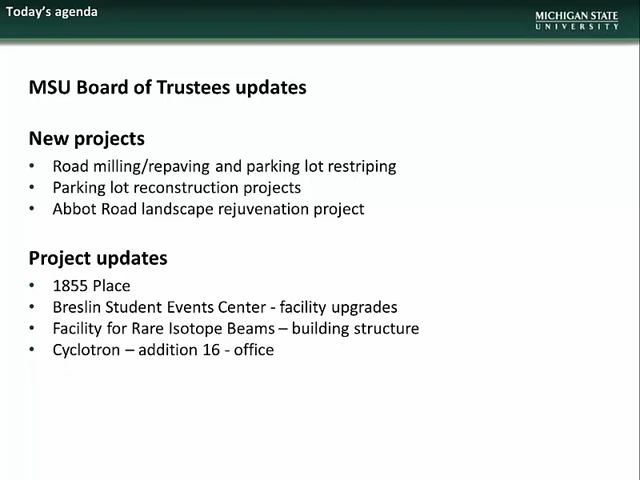 Today's agenda
MICHIGAN STATE
UNIVERSITY
MSU Board of Trustees updates
New projects
• Road milling/repaving and parking lot restriping
• Parking lot reconstruction projects
• Abbot Road landscape rejuvenation project
Project updates
• 1855 Place
• Breslin Student Events Center - facility upgrades
• Facility for Rare Isotope Beams – building structure
• Cyclotron – addition 16 - office